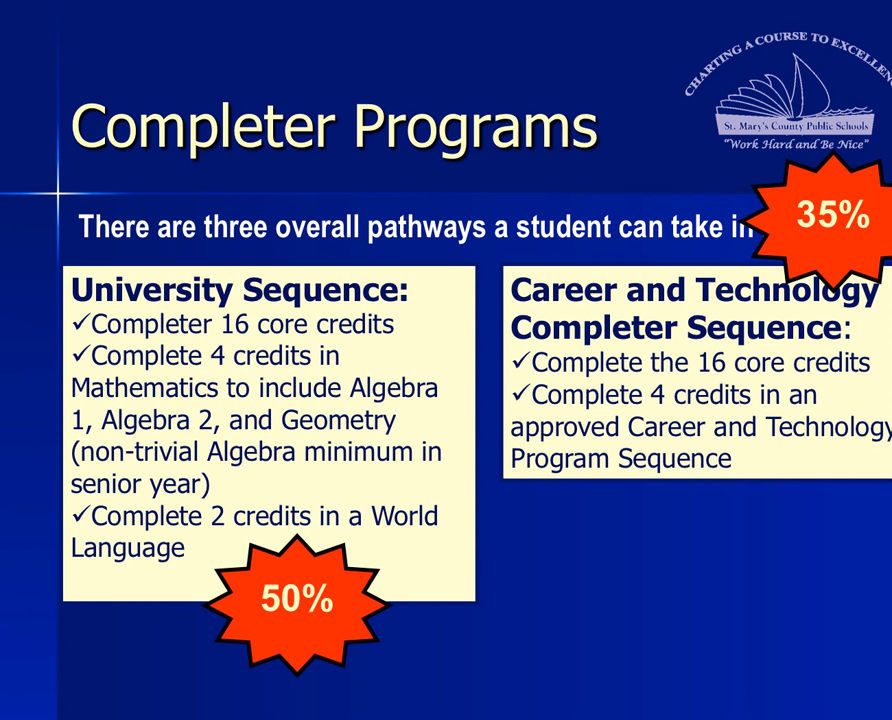 CHARTING A COURSE TO EXCELLEN
St. Mary's County Public Schools
"Work Hard and Be Nice"
Completer Programs
There are three overall pathways a student can take in
35%
University Sequence:
✓Completer 16 core credits
✓Complete 4 credits in
Mathematics to include Algebra
1, Algebra 2, and Geometry
(non-trivial Algebra minimum in
senior year)
✓Complete 2 credits in a World
Language
50%
Career and Technology
Completer Sequence:
✓Complete the 16 core credits
✓Complete 4 credits in an
approved Career and Technology
Program Sequence